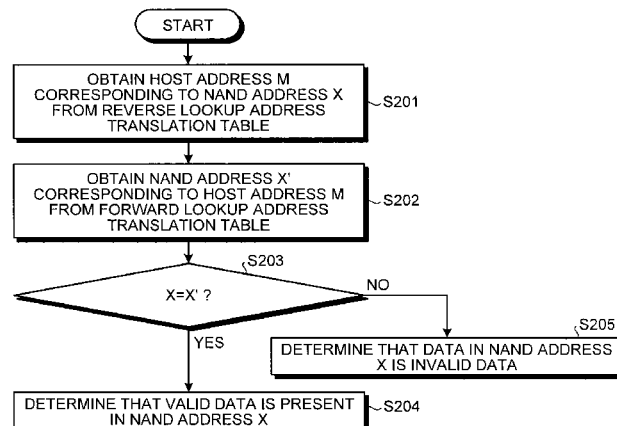 START
OBTAIN HOST ADDRESS M
CORRESPONDING TO NAND ADDRESS X
FROM REVERSE LOOKUP ADDRESS
TRANSLATION TABLE
S201
OBTAIN NAND ADDRESS X'
CORRESPONDING TO HOST ADDRESS M
FROM FORWARD LOOKUP ADDRESS
TRANSLATION TABLE
S202
S203
X=X' ?
NO
YES
S205
DETERMINE THAT DATA IN NAND ADDRESS
X IS INVALID DATA
DETERMINE THAT VALID DATA IS PRESENT
IN NAND ADDRESS X
S204